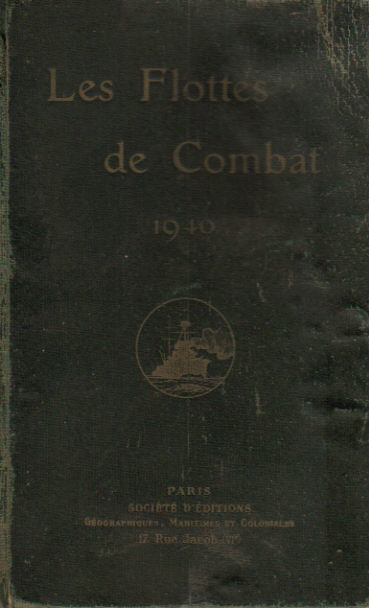 Les Flottes
de Combat
1940
PARIS
SOCIÉTÉ D'ÉDITIONS
GÉOGRAPHIQUES, MARITIMES ET COLONIALES
17, Rue Jacob